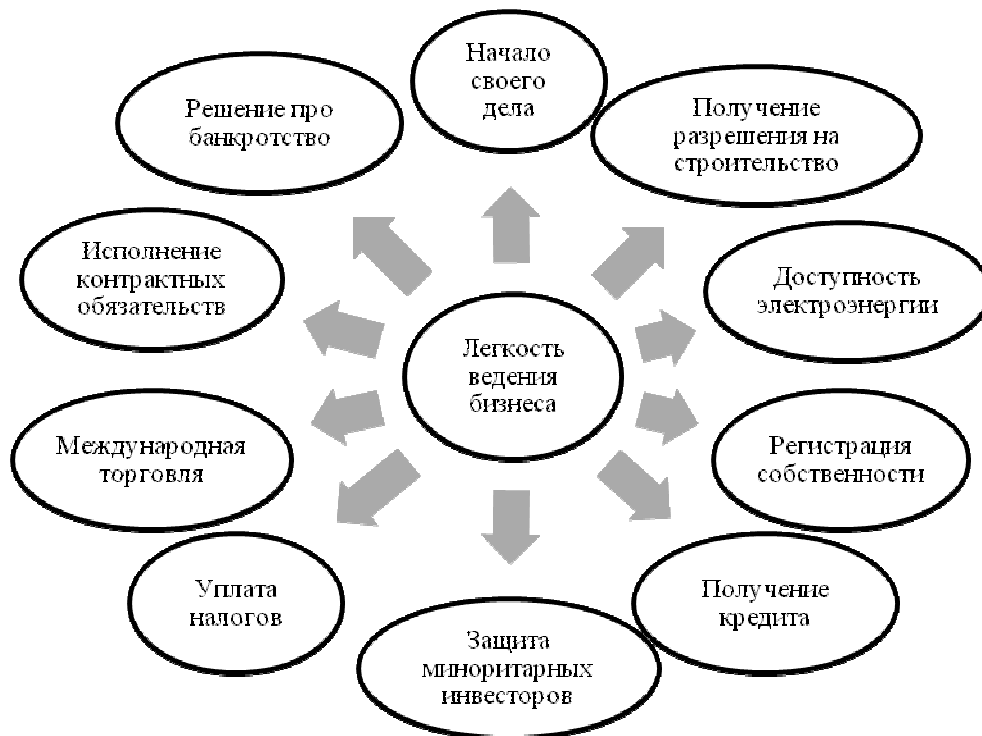 Начало
своего
дела
Получение
разрешения на
строительство
Доступность
электроэнергии
Регистрация
собственности
Получение
кредита
Защита
миноритарных
инвесторов
Уплата
налогов
Международная
торговля
Исполнение
контрактных
обязательств
Решение про
банкротство
Легкость
ведения
бизнеса